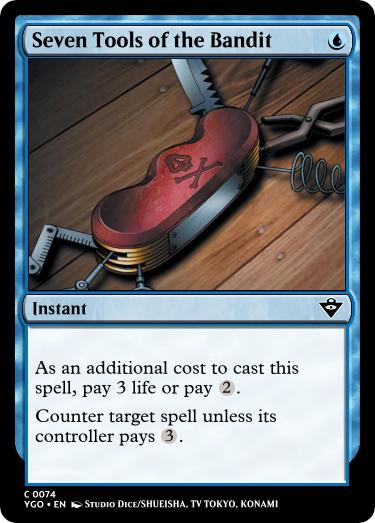 Seven Tools of the Bandit
Instant
As an additional cost to cast this
spell, pay 3 life or pay 2.
Counter target spell unless its
controller pays 3.
C 0074
YGO • EN Studio Dice/SHUEISHA, TV TOKYO, KONAMI